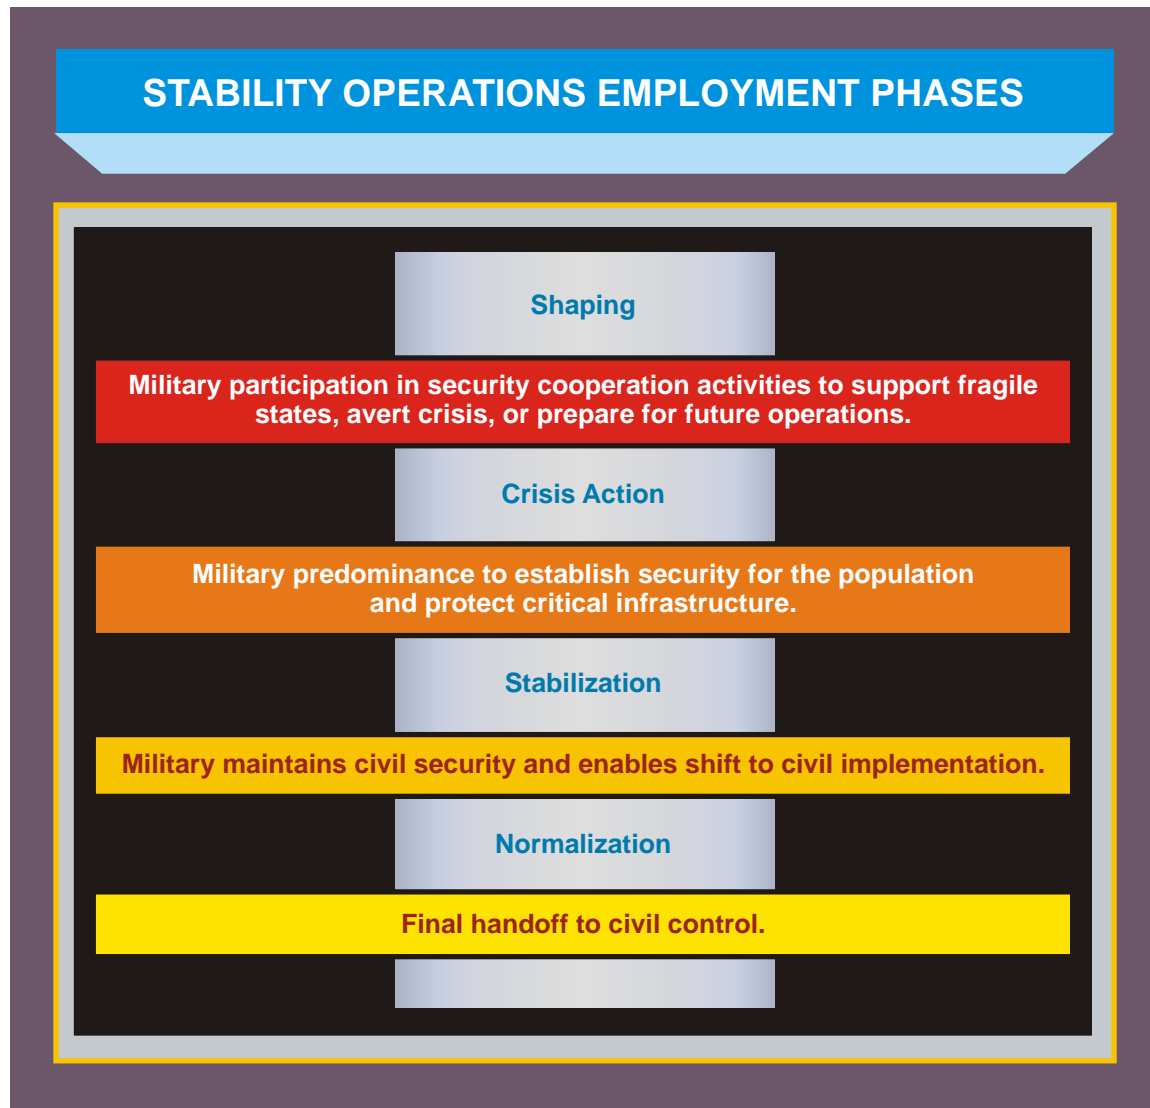 STABILITY OPERATIONS EMPLOYMENT PHASES
Shaping
Military participation in security cooperation activities to support fragile
states, avert crisis, or prepare for future operations.
Crisis Action
Military predominance to establish security for the population
and protect critical infrastructure.
Stabilization
Military maintains civil security and enables shift to civil implementation.
Normalization
Final handoff to civil control.